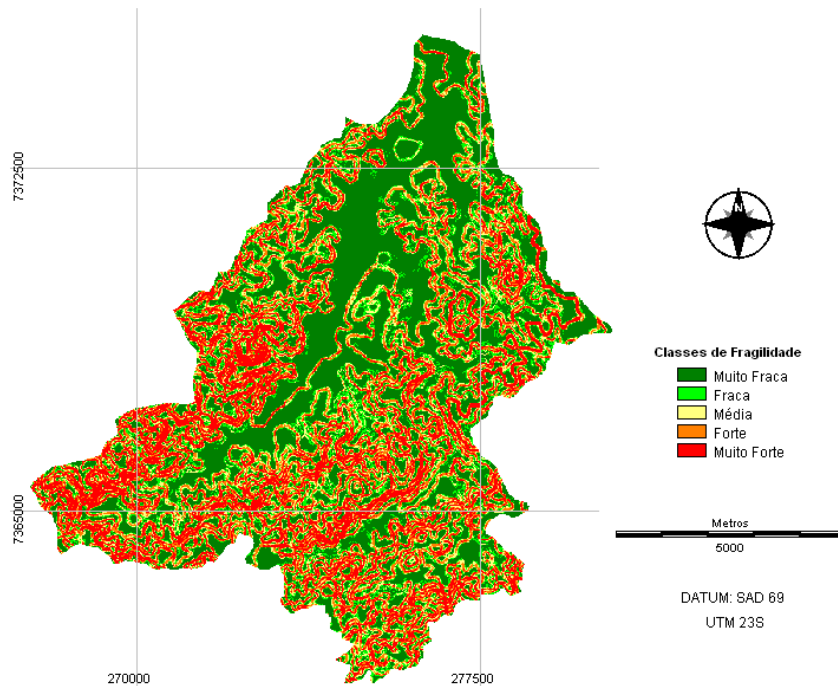 7372500
N
Classes de Fragilidade
Muito Fraca
Fraca
Média
Forte
Muito Forte
7365000
Metros
5000
DATUM: SAD 69
UTM 23S
270000
277500